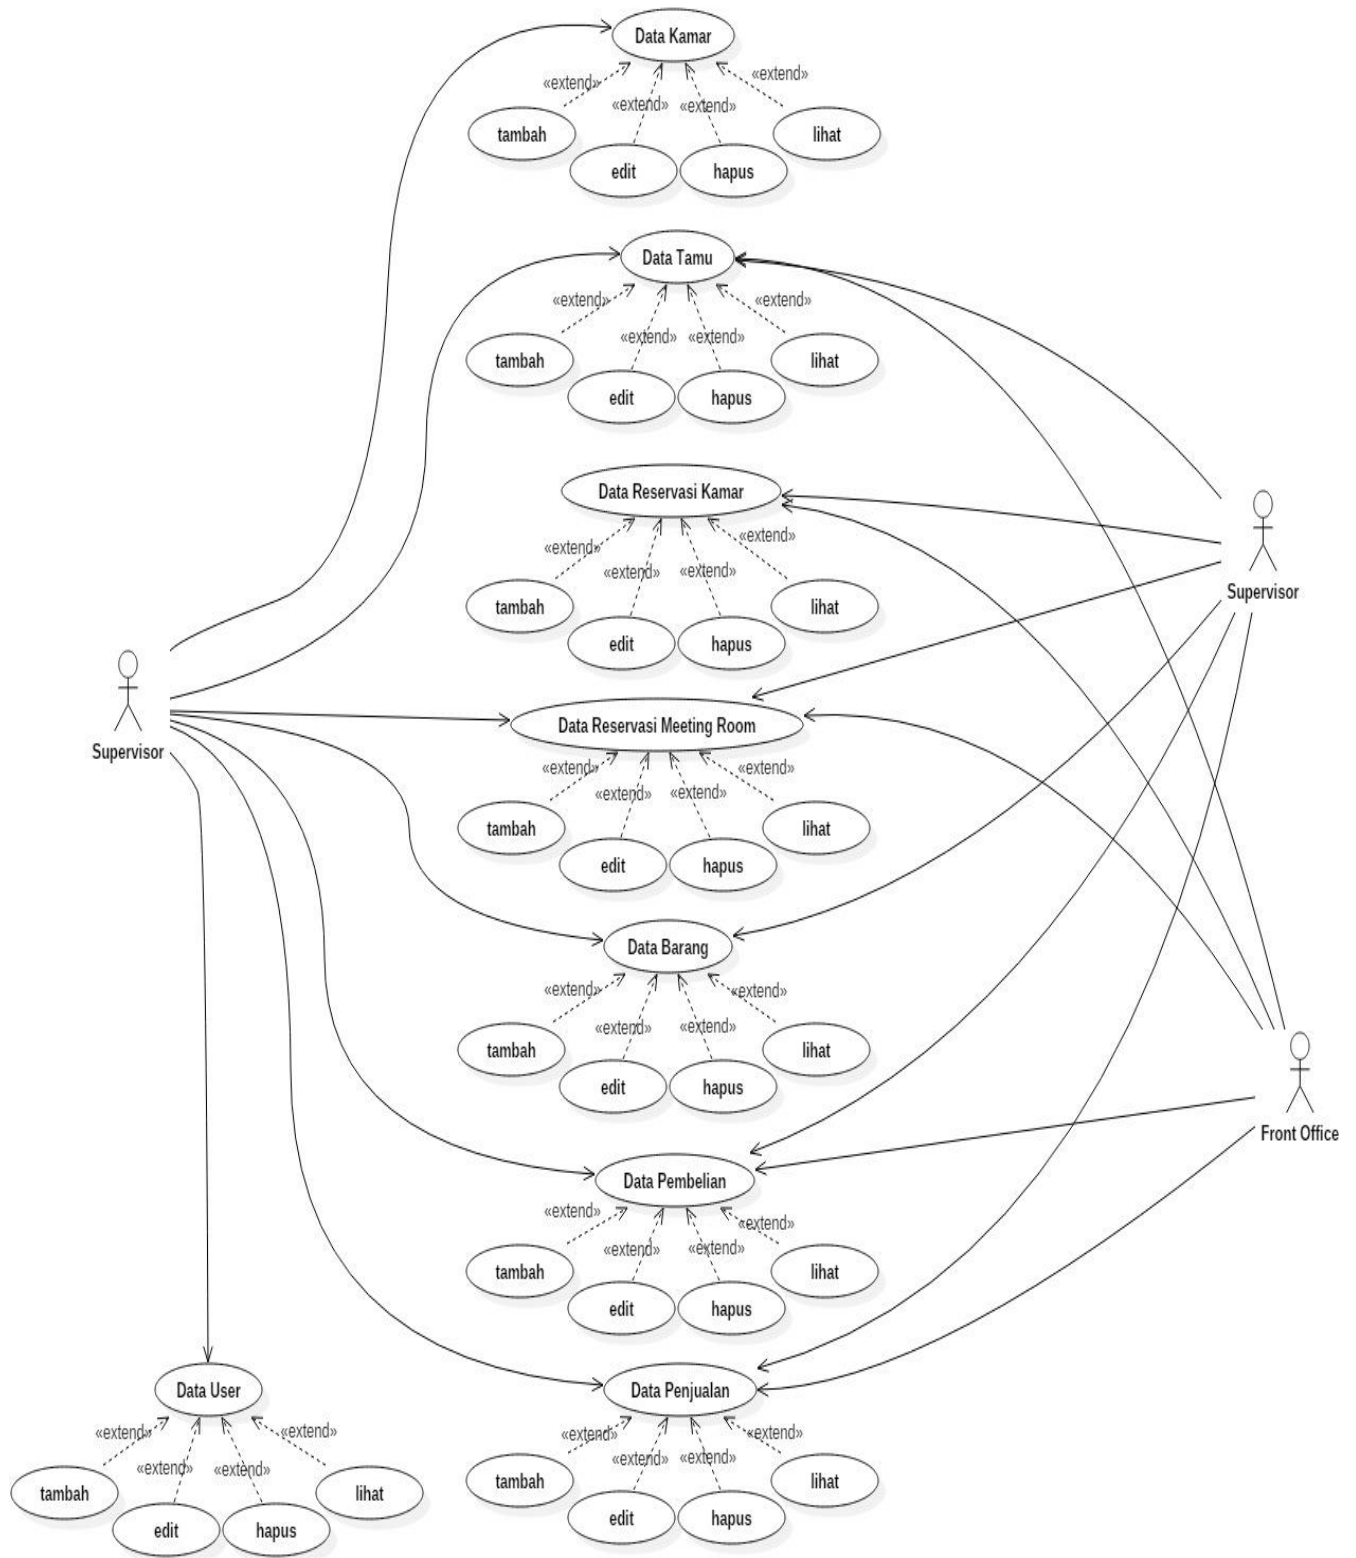 Data Kamar
«extend»
«extend»
«extend»
«extend»
tambah
edit
hapus
lihat
Data Tamu
«extend»
«extend»
«extend»
«extend»
tambah
edit
hapus
lihat
Data Reservasi Kamar
«extend»
«extend»
«extend»
«extend»
tambah
edit
hapus
lihat
Supervisor
Supervisor
Data Reservasi Meeting Room
«extend»
«extend»
«extend»
«extend»
tambah
edit
hapus
lihat
Data Barang
«extend»
«extend»
«extend»
«extend»
tambah
edit
hapus
lihat
Front Office
Data Pembelian
«extend»
«extend»
«extend»
«extend»
tambah
edit
hapus
lihat
Data User
«extend»
«extend»
«extend»
«extend»
tambah
edit
hapus
lihat
Data Penjualan
«extend»
«extend»
«extend»
«extend»
tambah
edit
hapus
lihat